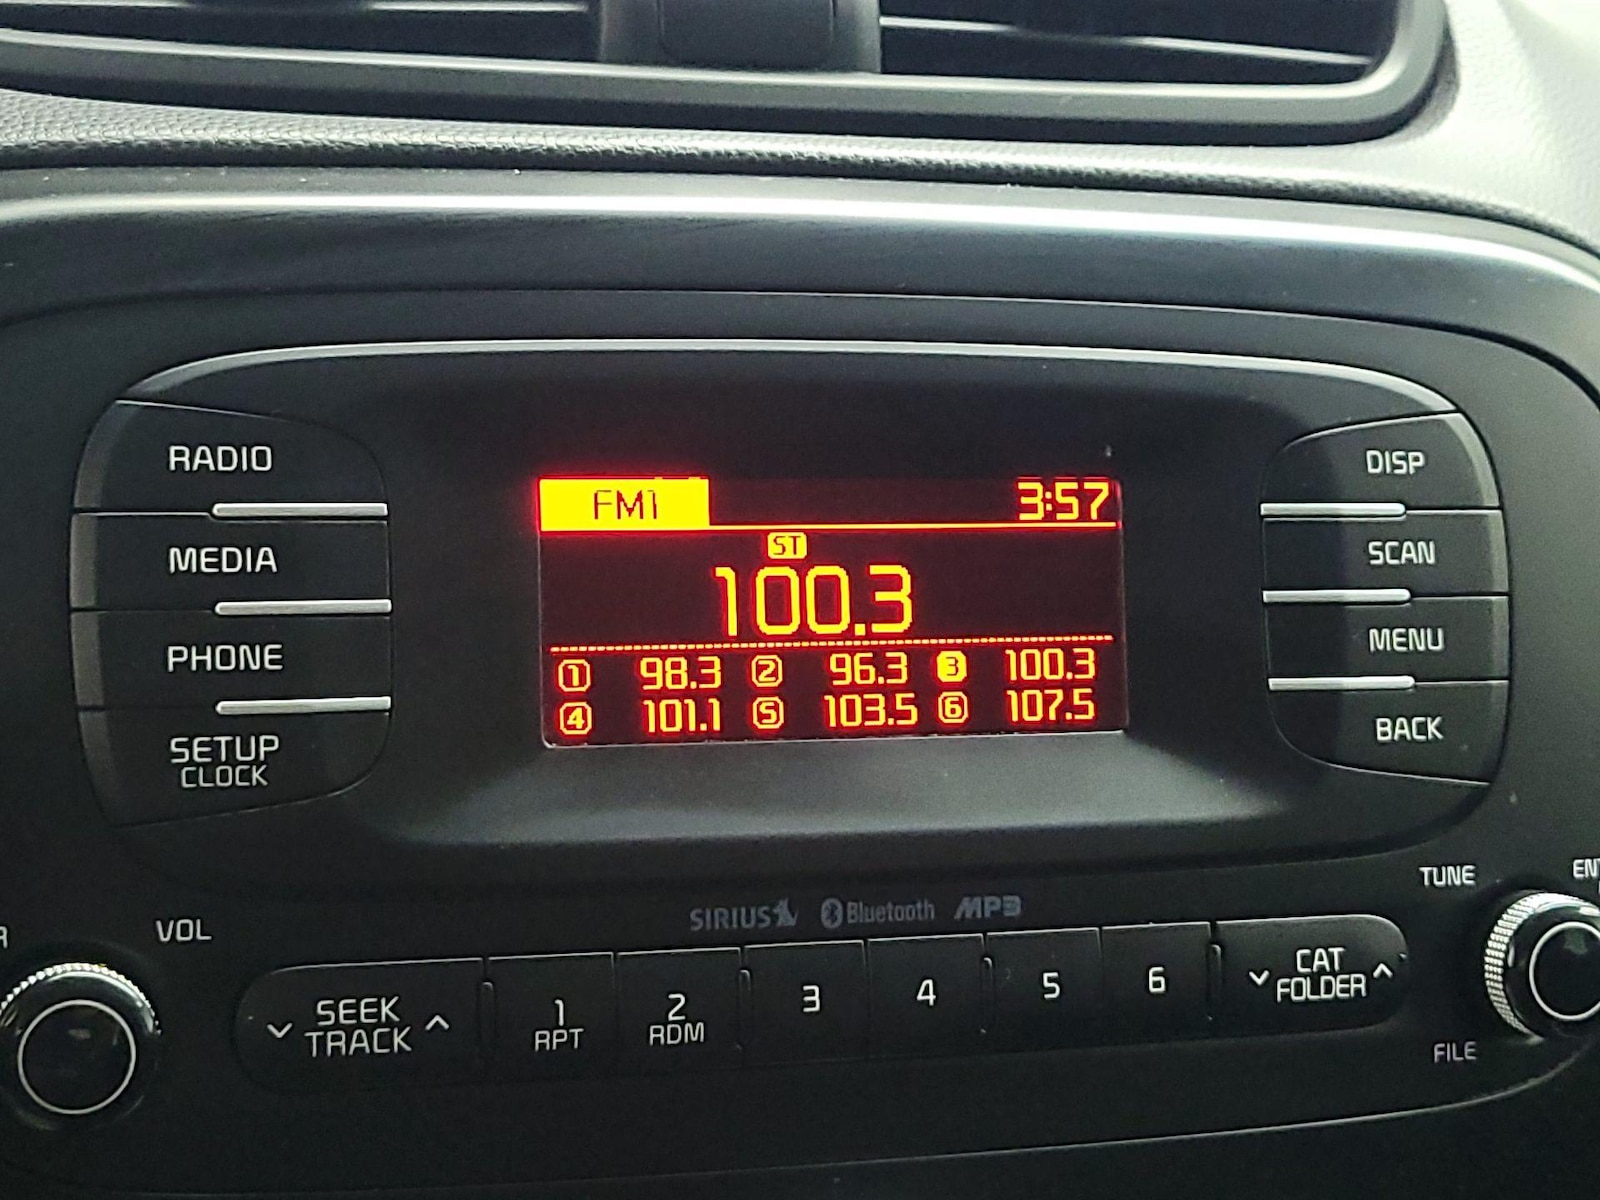 RADIO
MEDIA
PHONE
SETUP
CLOCK
FM1 3:57
ST
100.3
1 98.3 2 96.3 3 100.3
4 101.1 5 103.5 6 107.5
DISP
SCAN
MENU
BACK
VOL
SIRIUS Bluetooth MP3
TUNE
SEEK
TRACK
1
RPT
2
RDM
3
4
5
6
CAT
FOLDER
FILE